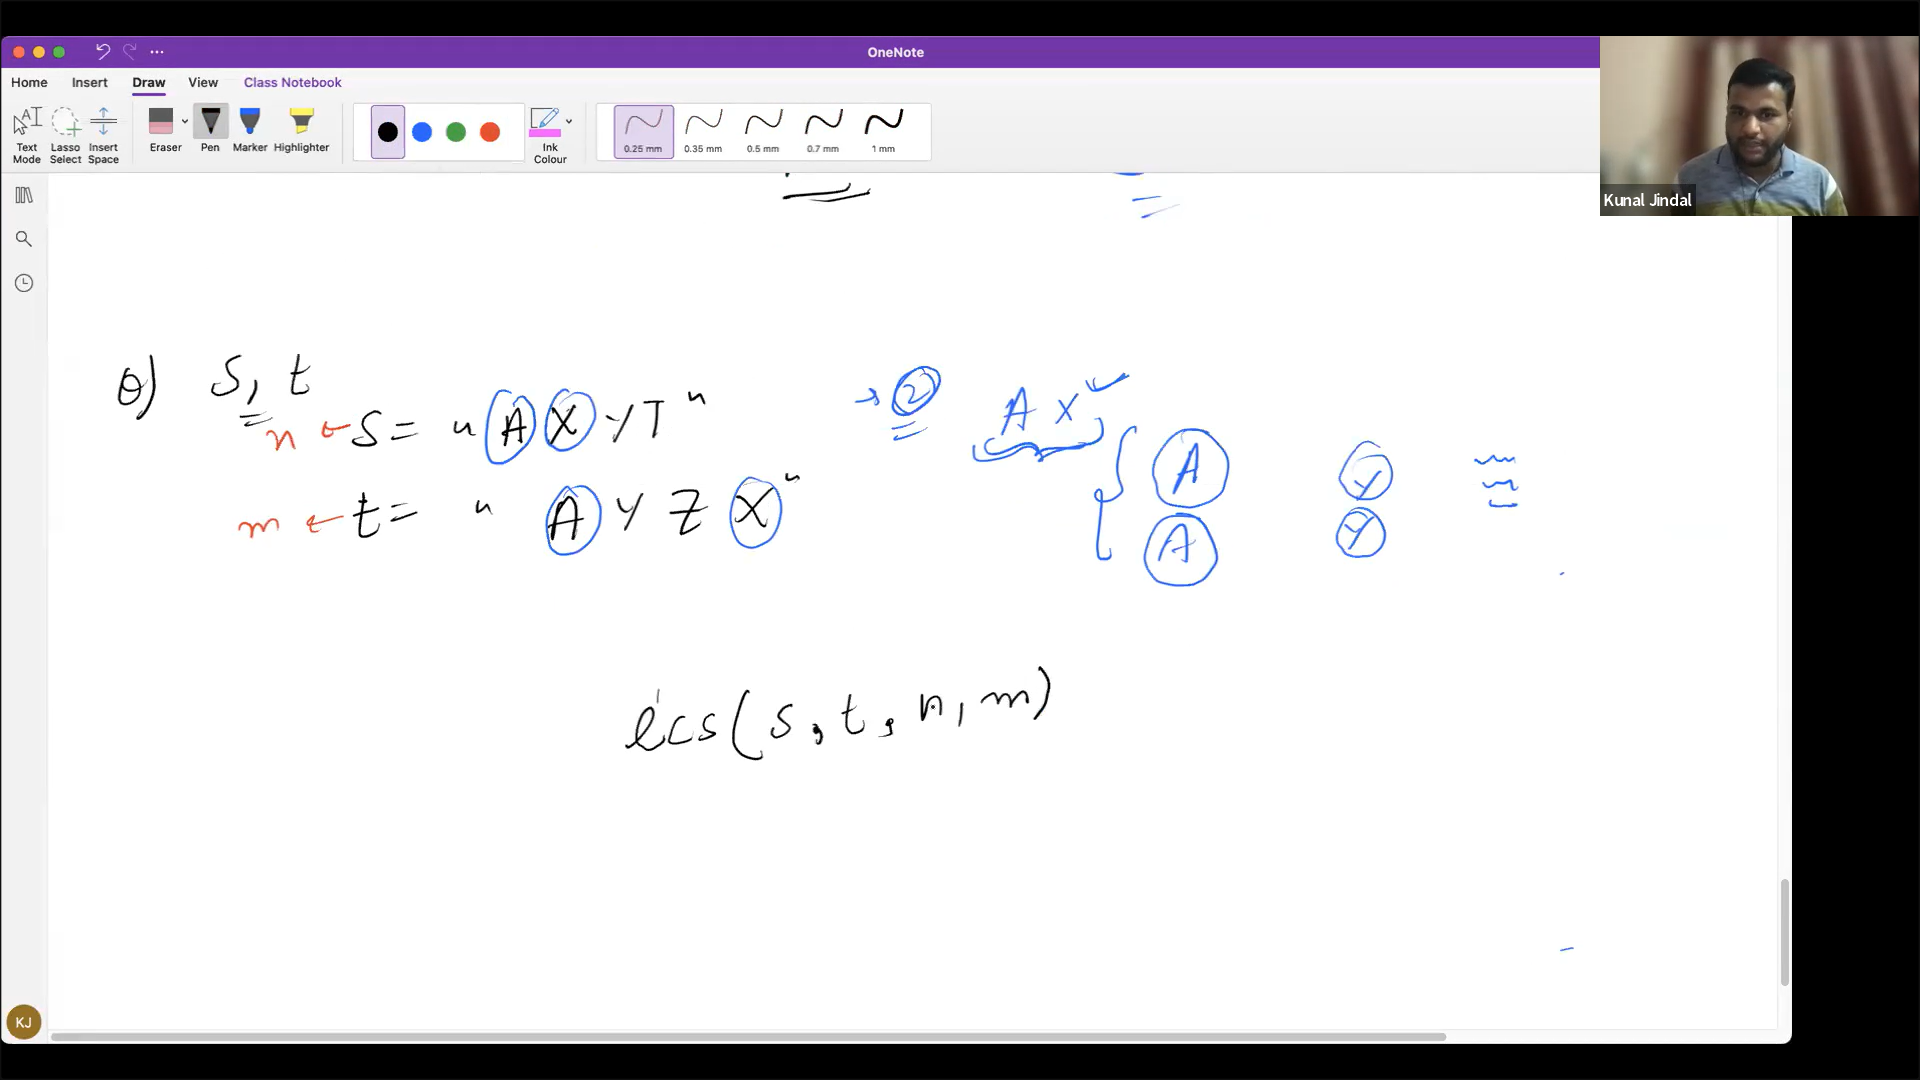 OneNote
Home Insert Draw View Class Notebook
Text Mode Lasso Select Insert Space Eraser Pen Marker Highlighter Ink Colour 0.25 mm 0.35 mm 0.5 mm 0.7 mm 1 mm
Kunal Jindal
Q) S, t
n ← S = " A X Y T " → 2 A X ✓
m ← t = " A Y Z X "
A Y
A Y
lcs(s, t, n, m)
KJ